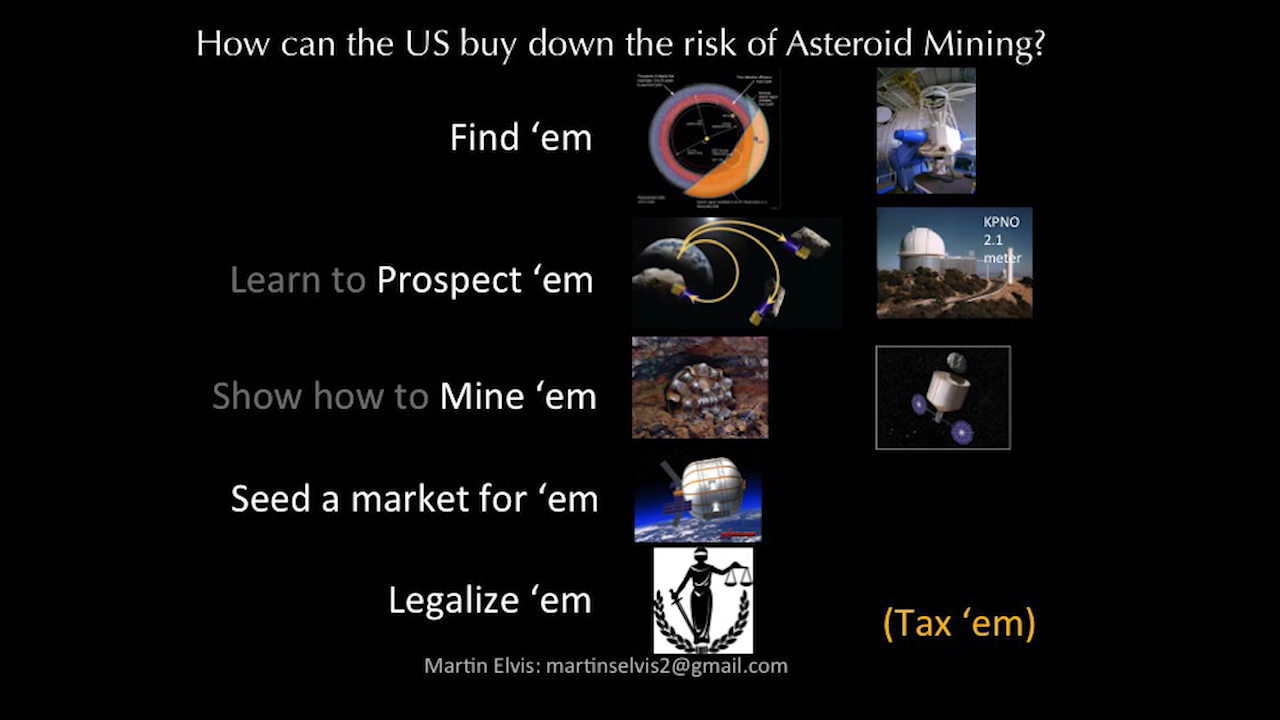 How can the US buy down the risk of Asteroid Mining?
Find ‘em
Learn to Prospect ‘em
KPNO
2.1
meter
Show how to Mine ‘em
Seed a market for ‘em
Legalize ‘em
(Tax ‘em)
Martin Elvis: martinselvis2@gmail.com